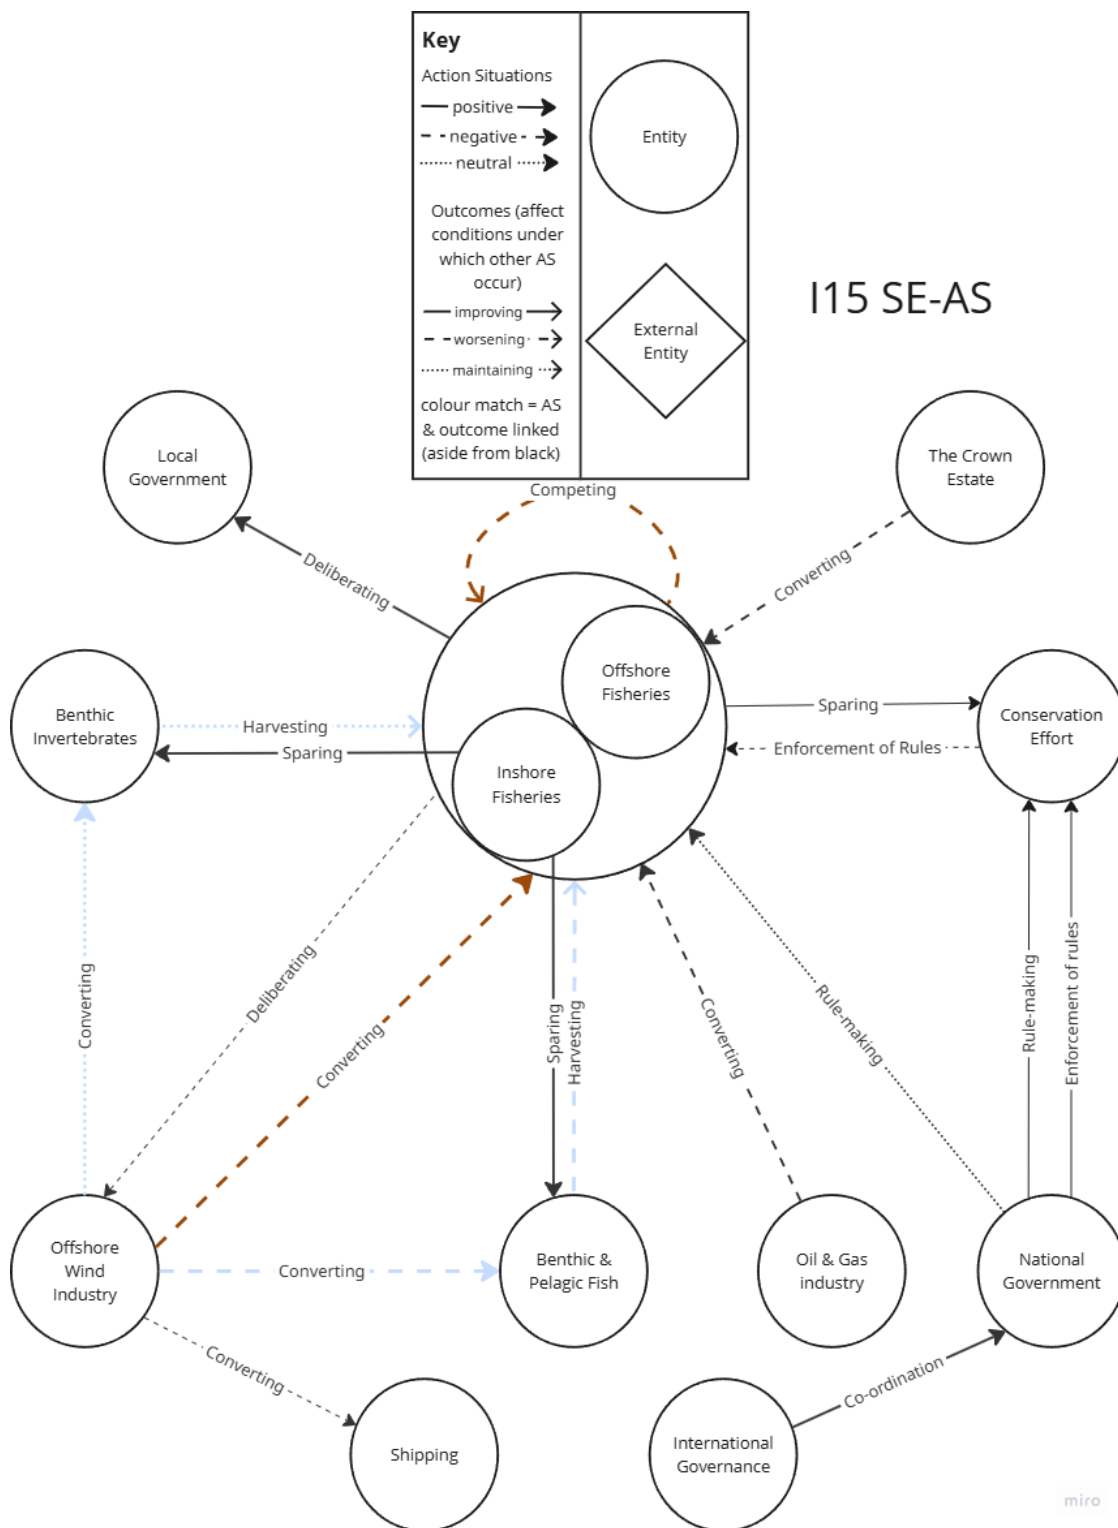 Key
Action Situations
positive
negative
neutral
Outcomes (affect
conditions under
which other AS
occur)
improving
worsening
maintaining
colour match = AS
& outcome linked
(aside from black)
Entity
External
Entity
I15 SE-AS
Local
Government
The Crown
Estate
Competing
Deliberating
Converting
Offshore
Fisheries
Inshore
Fisheries
Benthic
Invertebrates
Harvesting
Sparing
Sparing
Enforcement of Rules
Conservation
Effort
Converting
Deliberating
Converting
Sparing
Harvesting
Converting
Rule-making
Rule-making
Enforcement of rules
Offshore
Wind
Industry
Converting
Benthic &
Pelagic Fish
Oil & Gas
industry
National
Government
Converting
Co-ordination
Shipping
International
Governance
miro